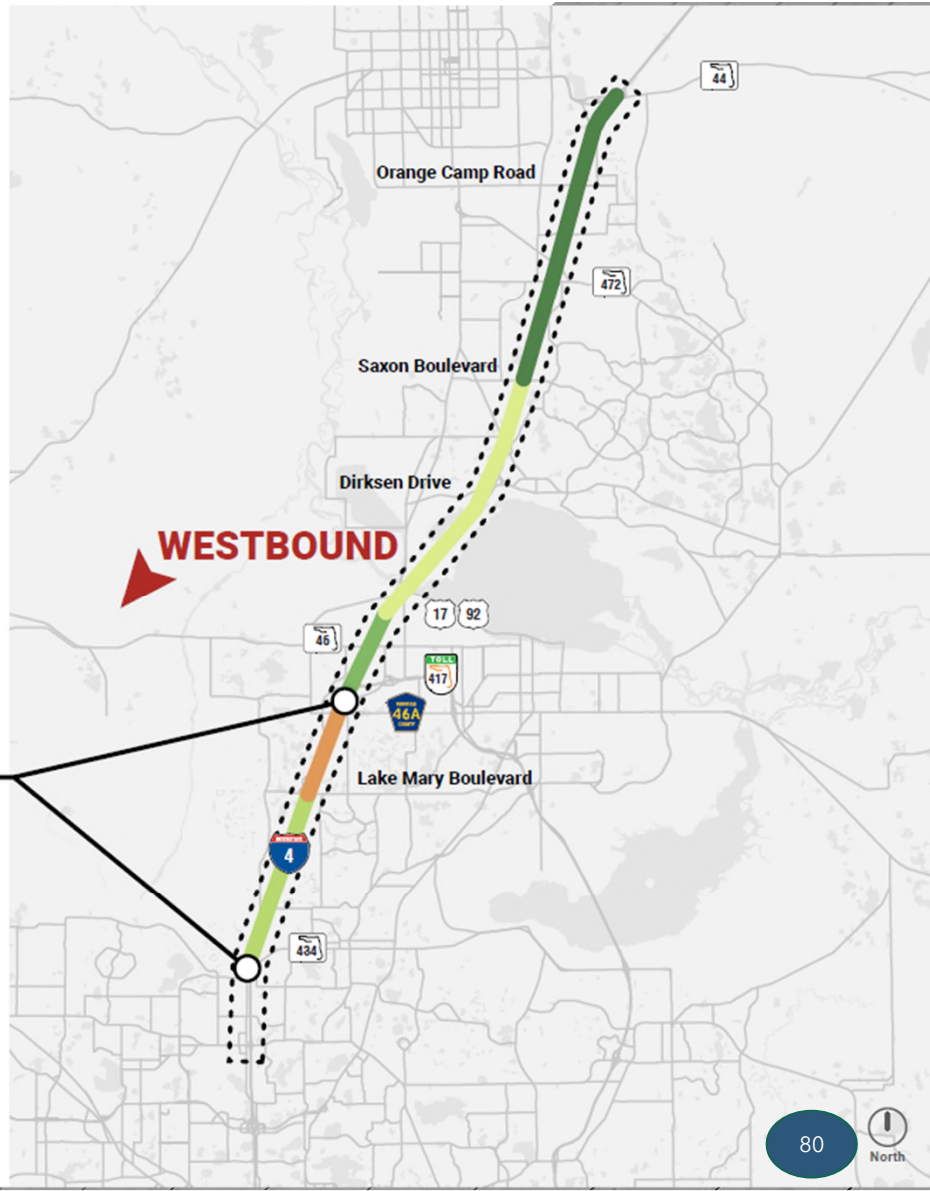 44
Orange Camp Road
472
Saxon Boulevard
Dirksen Drive
WESTBOUND
17 92
46
TOLL
417
46A
Lake Mary Boulevard
INTERSTATE
4
434
80
North